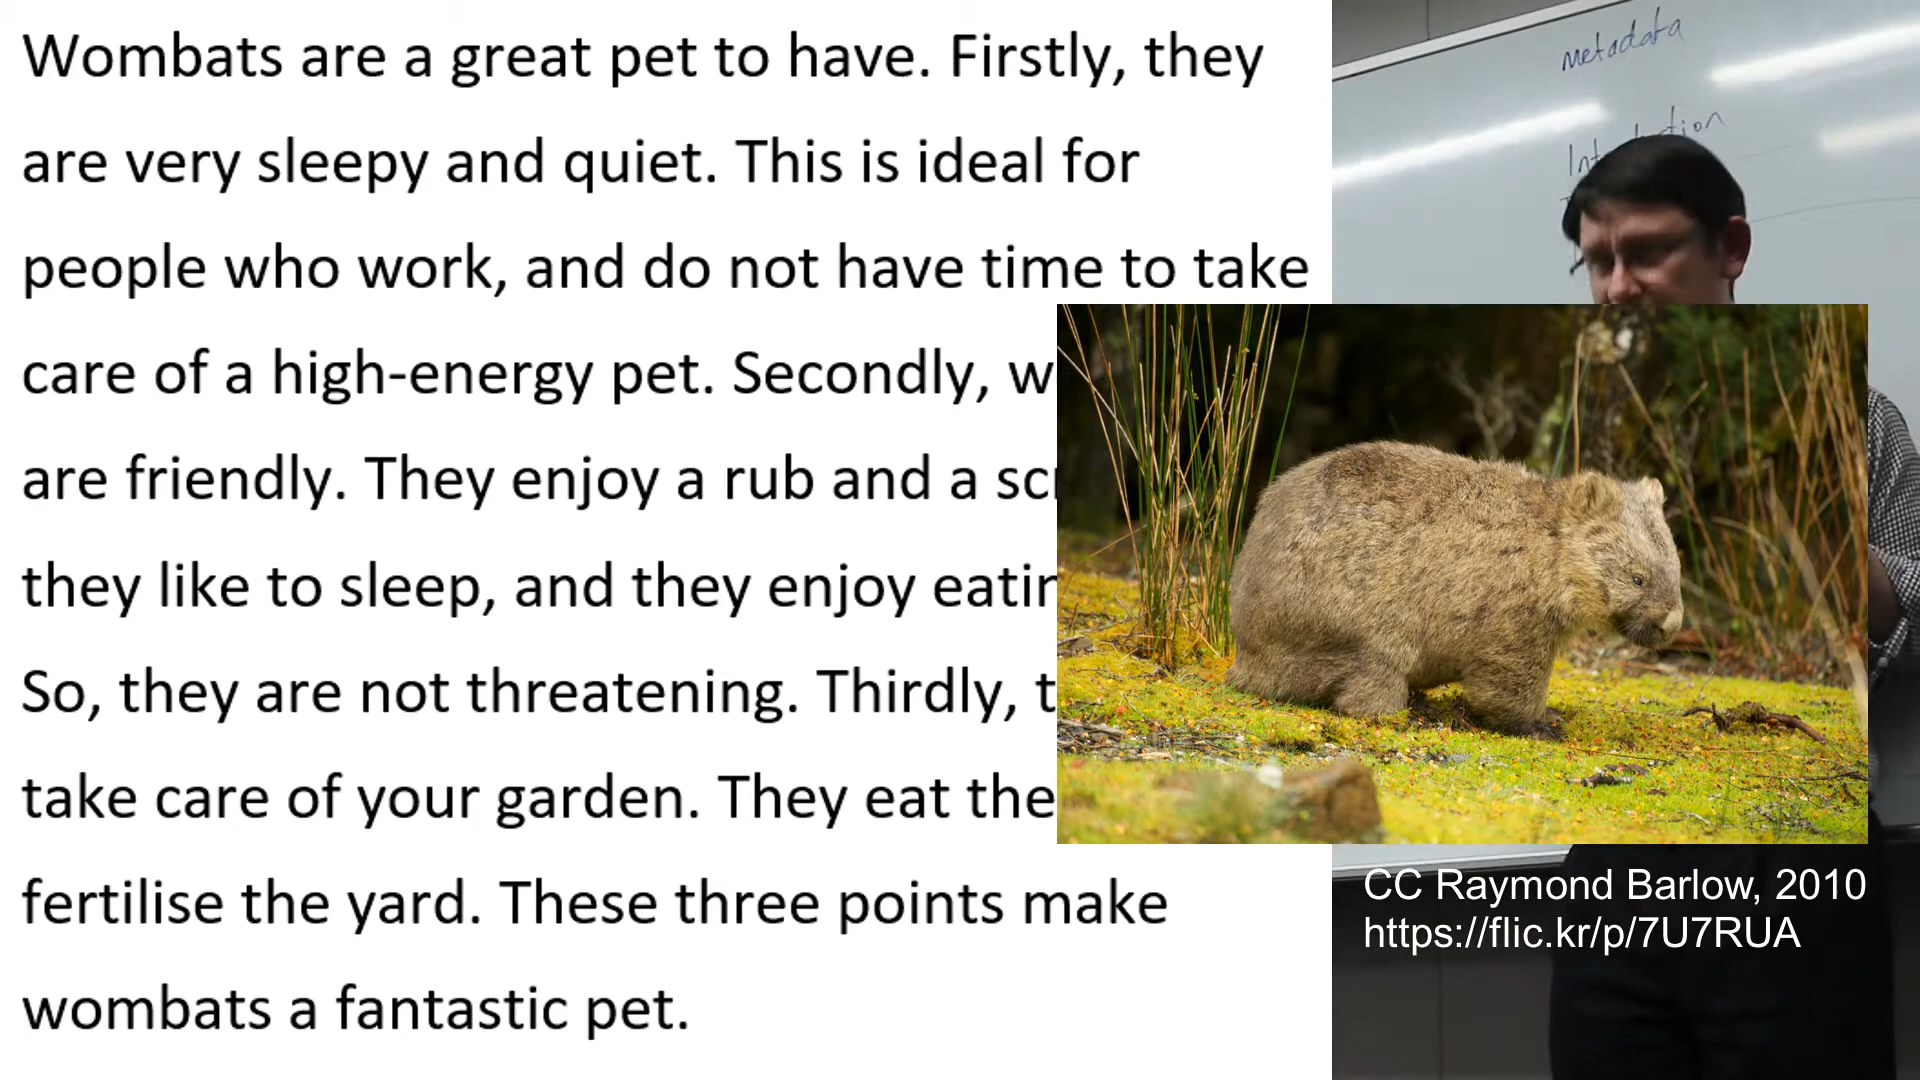 Wombats are a great pet to have. Firstly, they
are very sleepy and quiet. This is ideal for
people who work, and do not have time to take
care of a high-energy pet. Secondly, w
are friendly. They enjoy a rub and a scr
they like to sleep, and they enjoy eatin
So, they are not threatening. Thirdly, t
take care of your garden. They eat the
fertilise the yard. These three points make
wombats a fantastic pet.
metadata
CC Raymond Barlow, 2010
https://flic.kr/p/7U7RUA